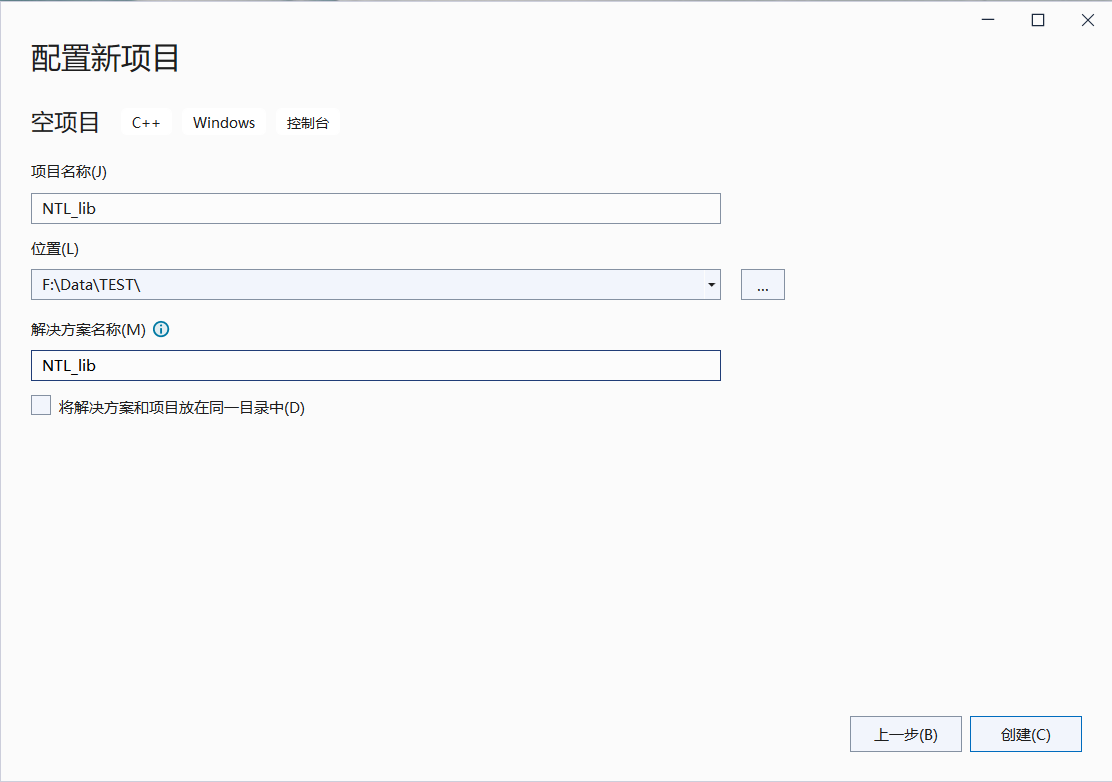 配置新项目
空项目 C++ Windows 控制台
项目名称(J)
NTL_lib
位置(L)
F:\Data\TEST\
...
解决方案名称(M)
NTL_lib
将解决方案和项目放在同一目录中(D)
上一步(B) 创建(C)